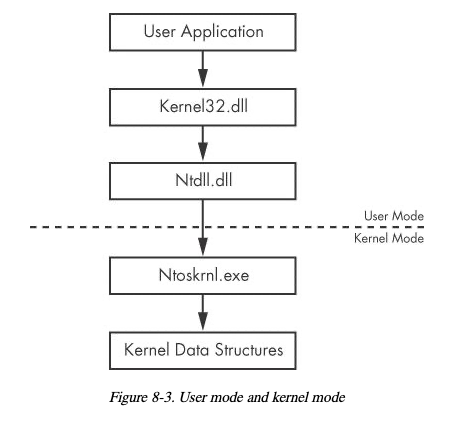 User Application
Kernel32.dll
Ntdll.dll
User Mode
Kernel Mode
Ntoskrnl.exe
Kernel Data Structures
Figure 8-3. User mode and kernel mode